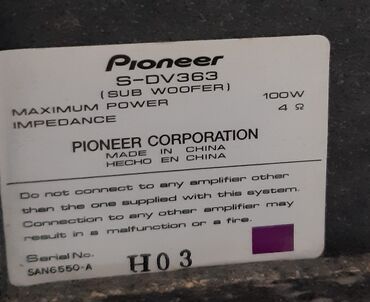 Pioneer
S-DV363
(SUB WOOFER)
MAXIMUM POWER 100W
IMPEDANCE 4 Ω
PIONEER CORPORATION
MADE IN CHINA
HECHO EN CHINA
Do not connect to any amplifier other
than the one supplied with this system.
Connection to any other amplifier may
result in a malfunction or a fire.
Serial No.
SAN6550-A H03